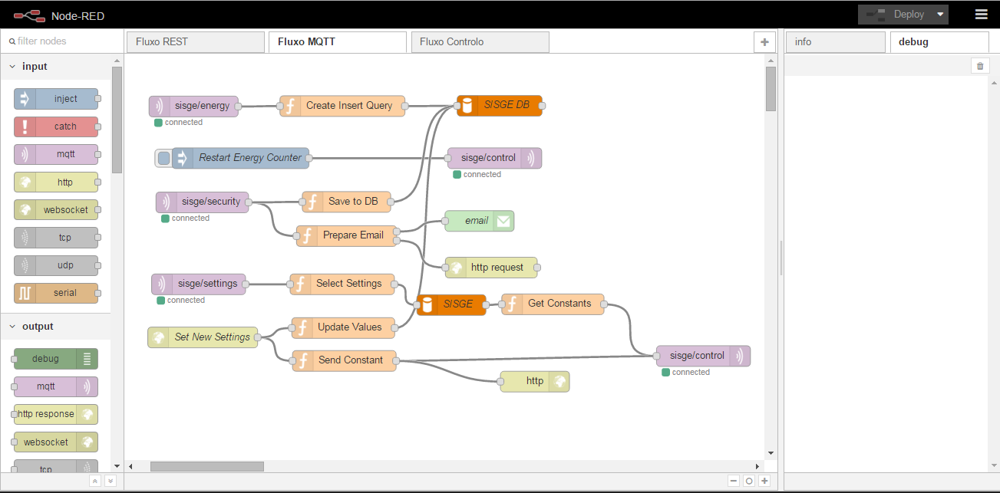 Node-RED
Deploy
filter nodes
Fluxo REST
Fluxo MQTT
Fluxo Controlo
info
debug
input
inject
catch
mqtt
http
websocket
tcp
udp
serial
output
debug
mqtt
http response
websocket
tcp
sisge/energy
connected
Create Insert Query
SISGE DB
Restart Energy Counter
sisge/control
connected
sisge/security
connected
Save to DB
Prepare Email
email
http request
sisge/settings
connected
Select Settings
SISGE
Get Constants
Set New Settings
Update Values
Send Constant
sisge/control
connected
http